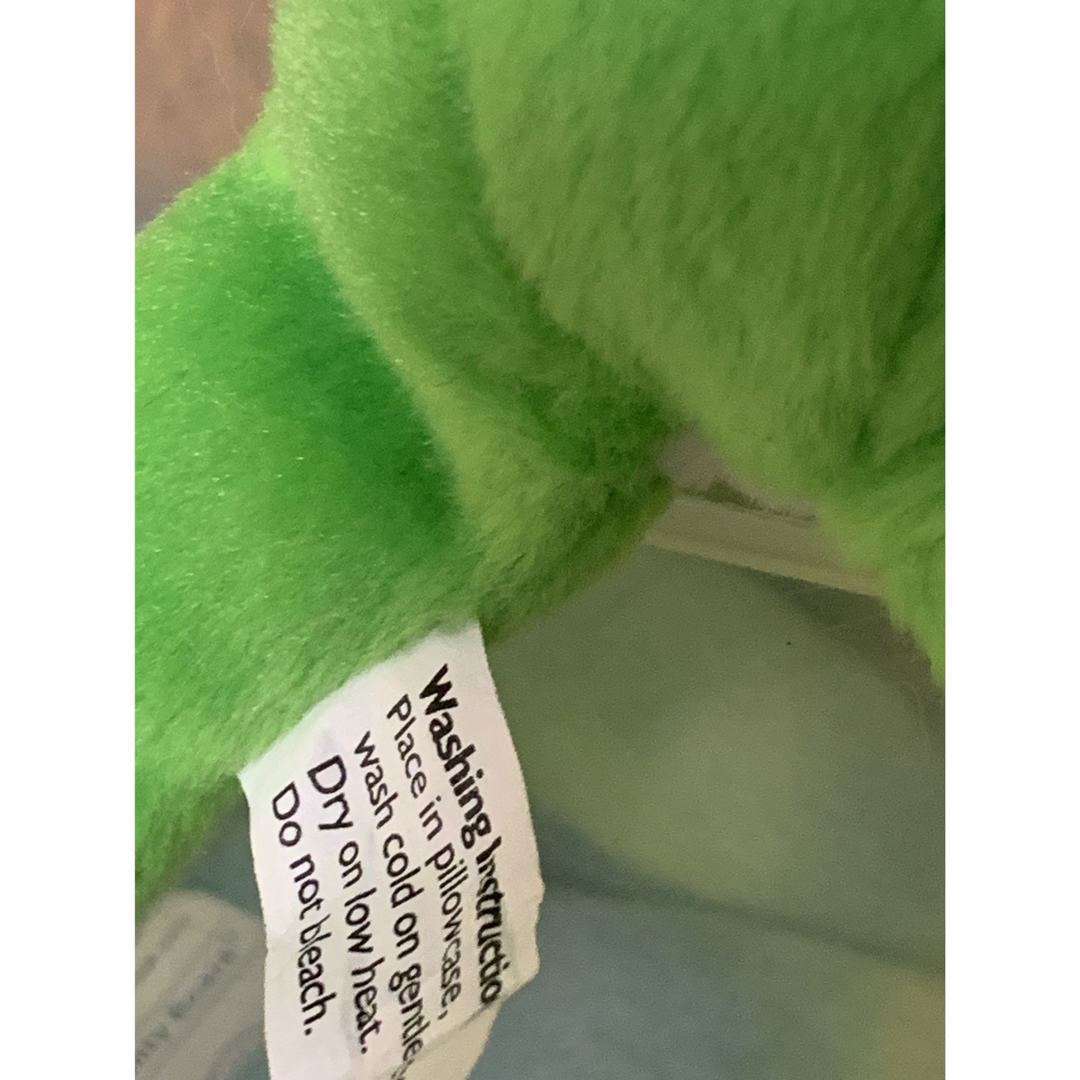 Washing Instructio
Place in pillowcase,
wash cold on gentle,
Dry on low heat.
Do not bleach.